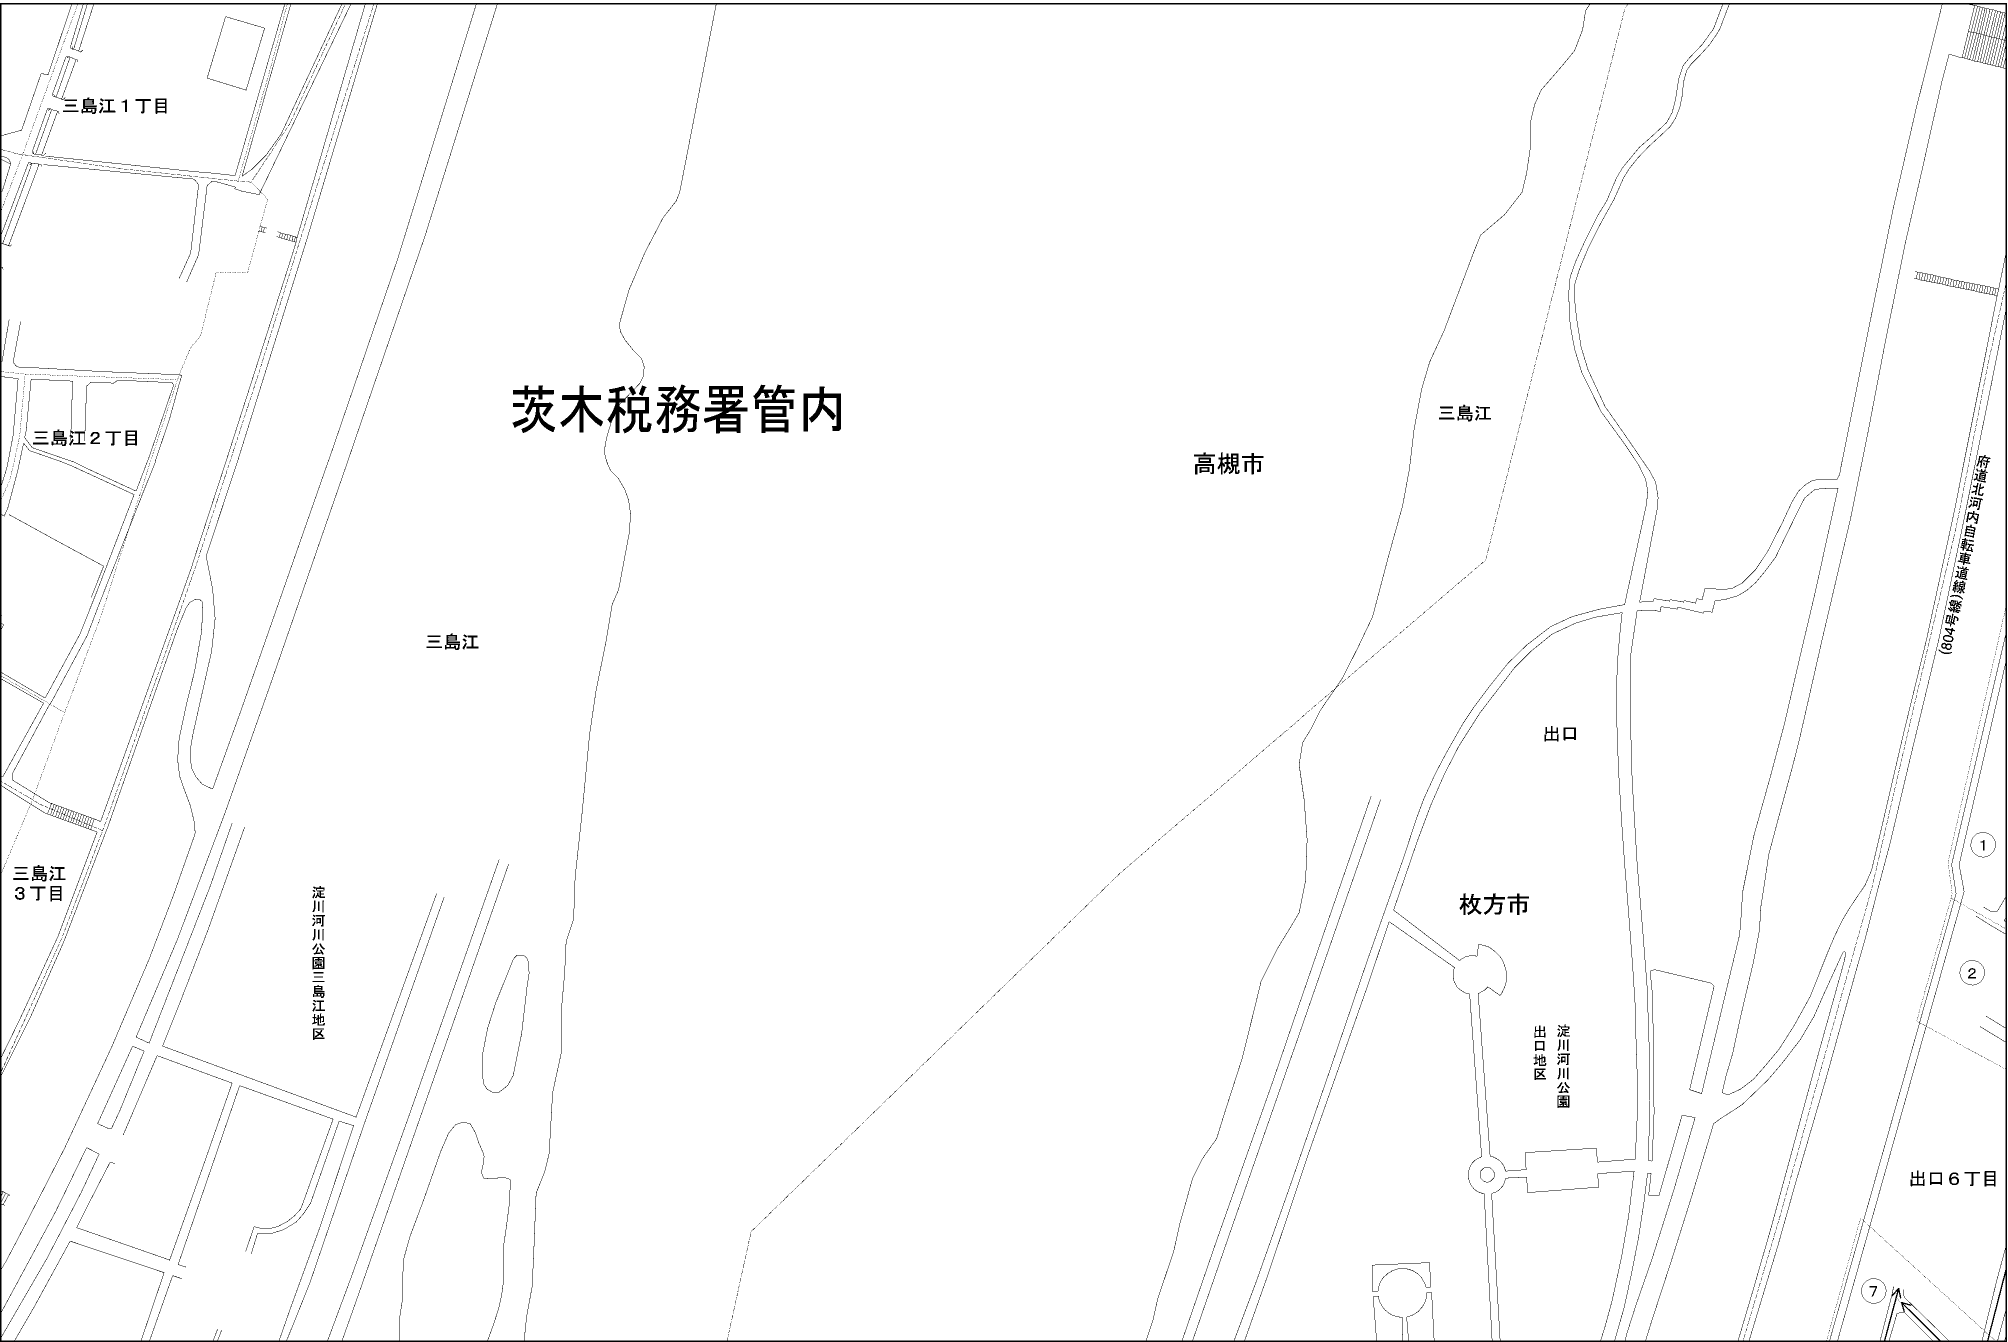 三島江１丁目
茨木税務署管内
三島江
高槻市
三島江２丁目
府道北河内自転車道線
(804号線)
三島江
出口
①
三島江
３丁目
淀川河川公園三島江地区
枚方市
②
淀川河川公園
出口地区
出口６丁目
⑦